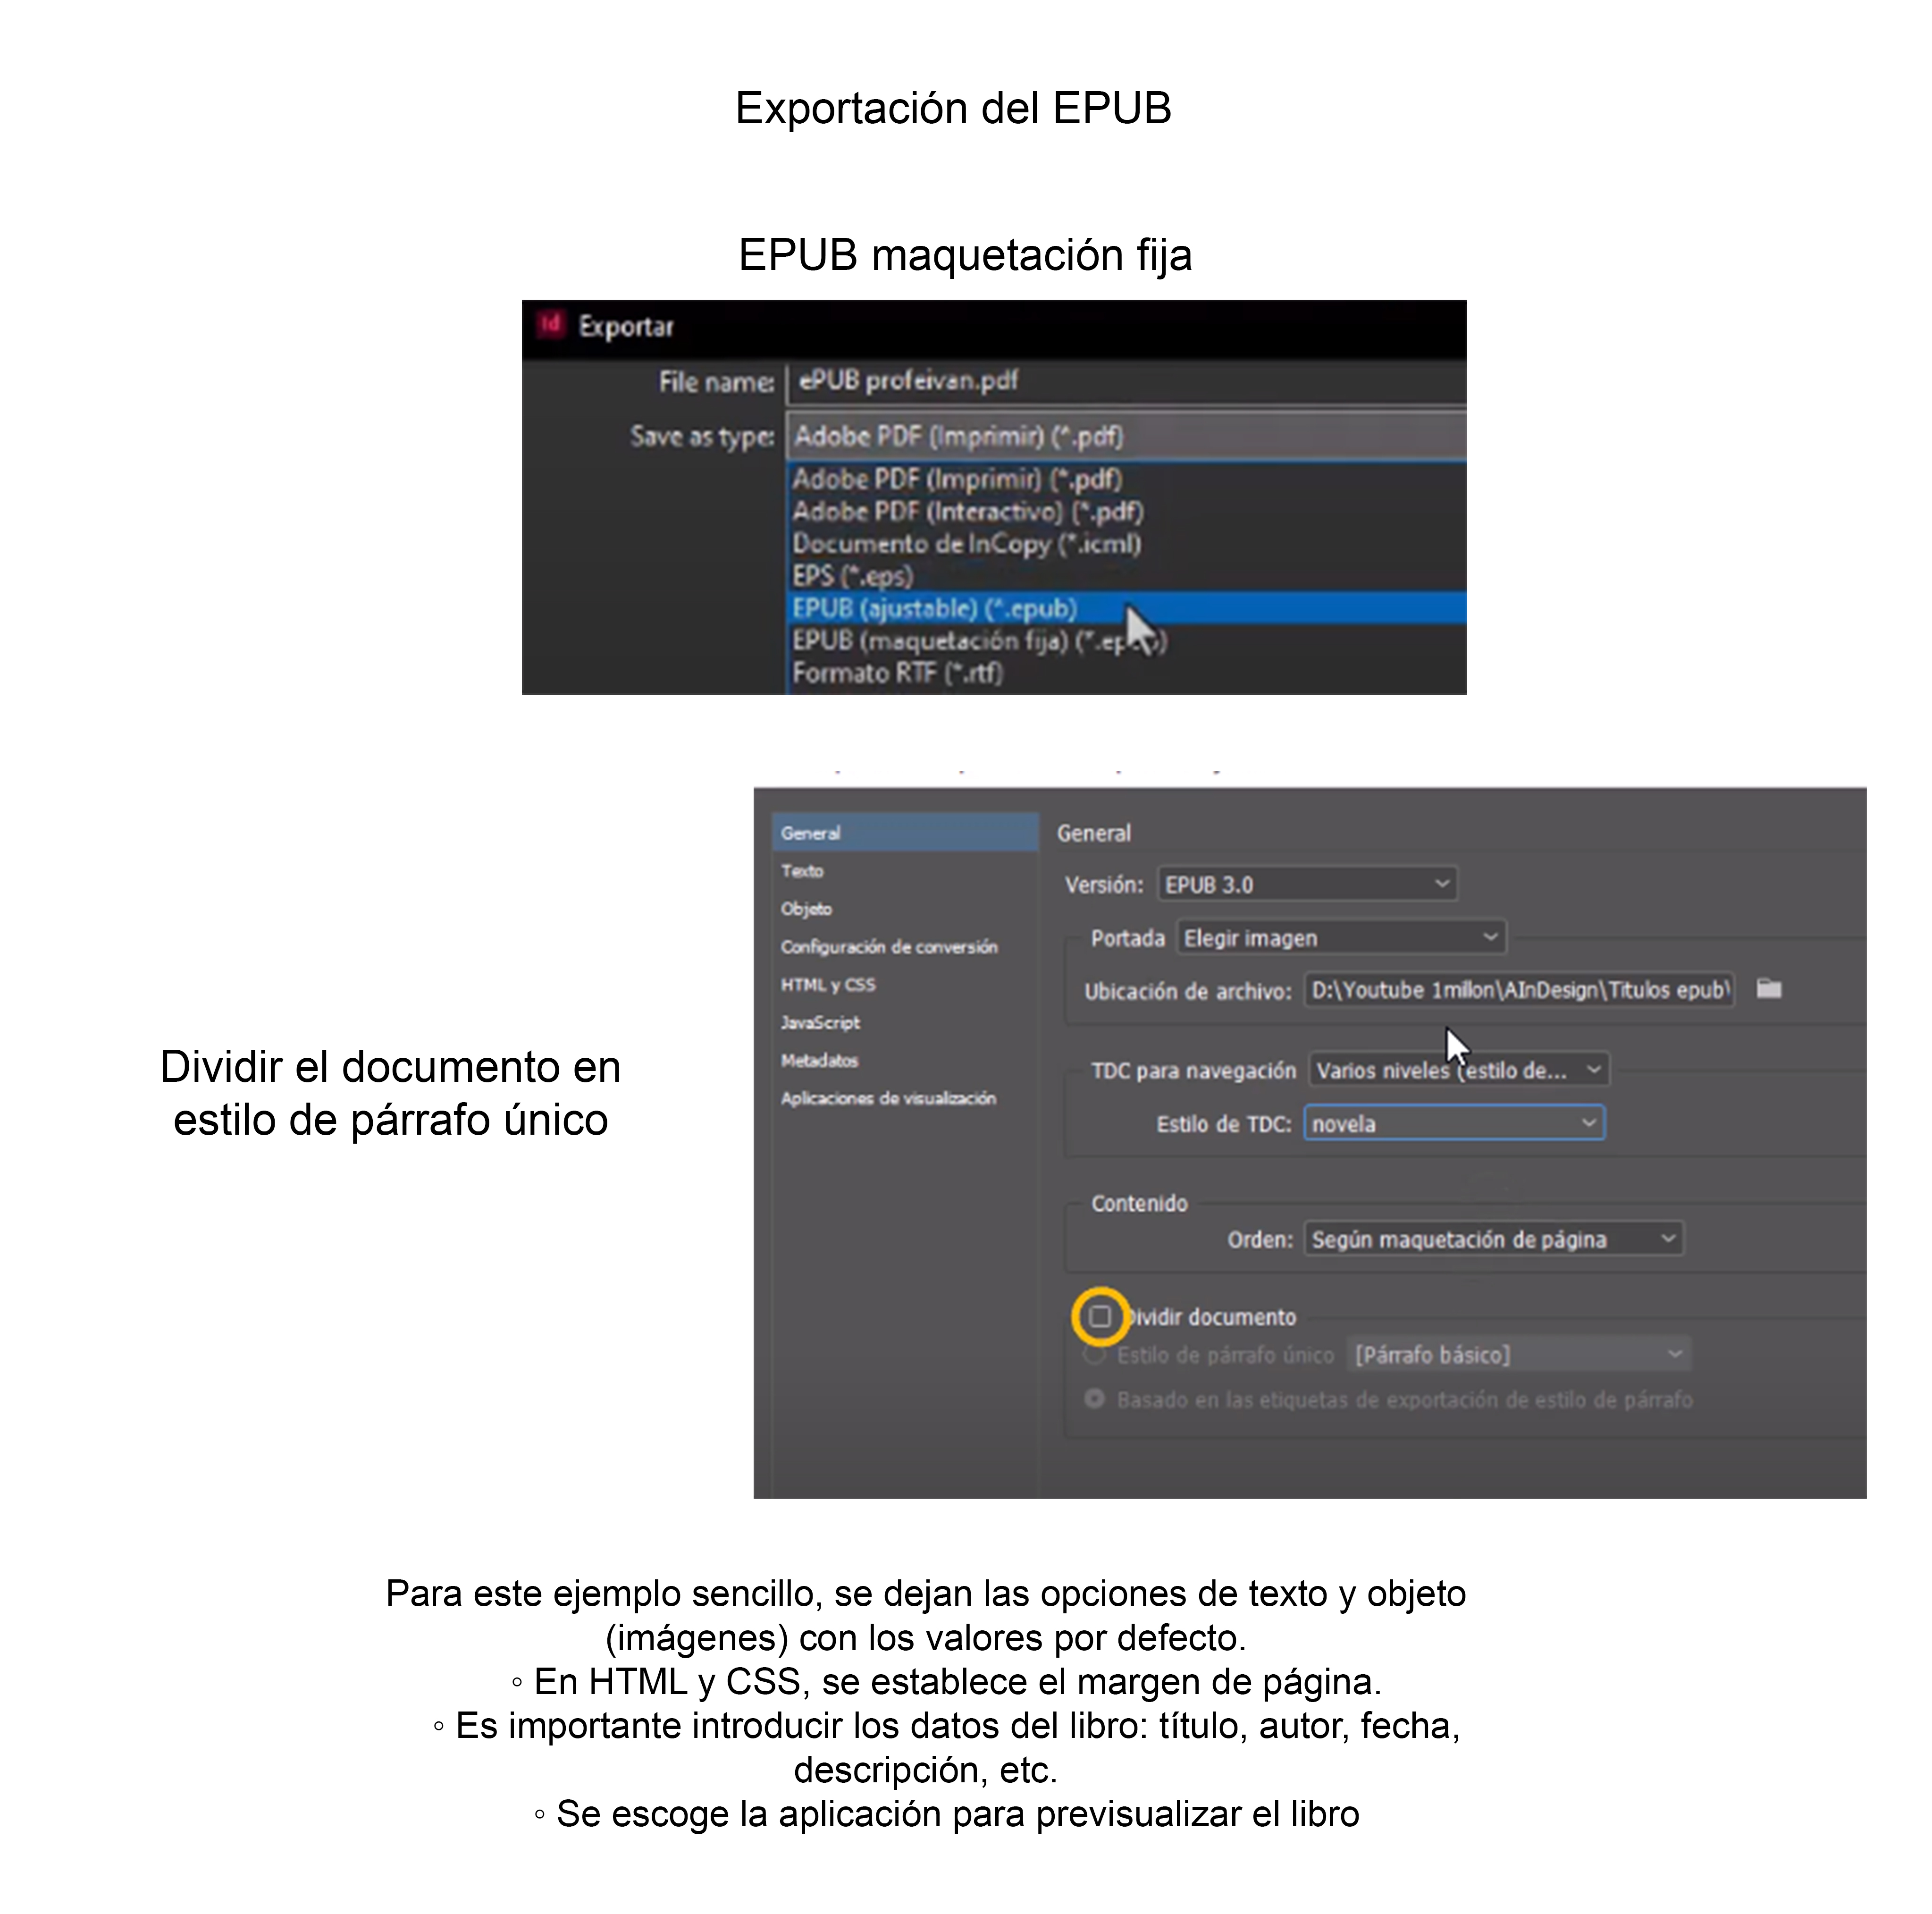 Exportación del EPUB
EPUB maquetación fija
Id Exportar
File name: ePUB profeivan.pdf
Save as type: Adobe PDF (Imprimir) (*.pdf)
Adobe PDF (Imprimir) (*.pdf)
Adobe PDF (Interactivo) (*.pdf)
Documento de InCopy (*.icml)
EPS (*.eps)
EPUB (ajustable) (*.epub)
EPUB (maquetación fija)
Formato RTF (*.rtf)
Dividir el documento en
estilo de párrafo único
General
Texto
Objeto
Configuración de conversión
HTML y CSS
JavaScript
Metadatos
Aplicaciones de visualización
General
Versión: EPUB 3.0
Portada Elegir imagen
Ubicación de archivo: D:\Youtube 1millon\AInDesign\Titulos epub\
TDC para navegación Varios niveles (estilo de...
Estilo de TDC: novela
Contenido
Orden: Según maquetación de página
Dividir documento
Estilo de párrafo único [Párrafo básico]
Basado en las etiquetas de exportación de estilo de párrafo
Para este ejemplo sencillo, se dejan las opciones de texto y objeto
(imágenes) con los valores por defecto.
◦ En HTML y CSS, se establece el margen de página.
◦ Es importante introducir los datos del libro: título, autor, fecha,
descripción, etc.
◦ Se escoge la aplicación para previsualizar el libro